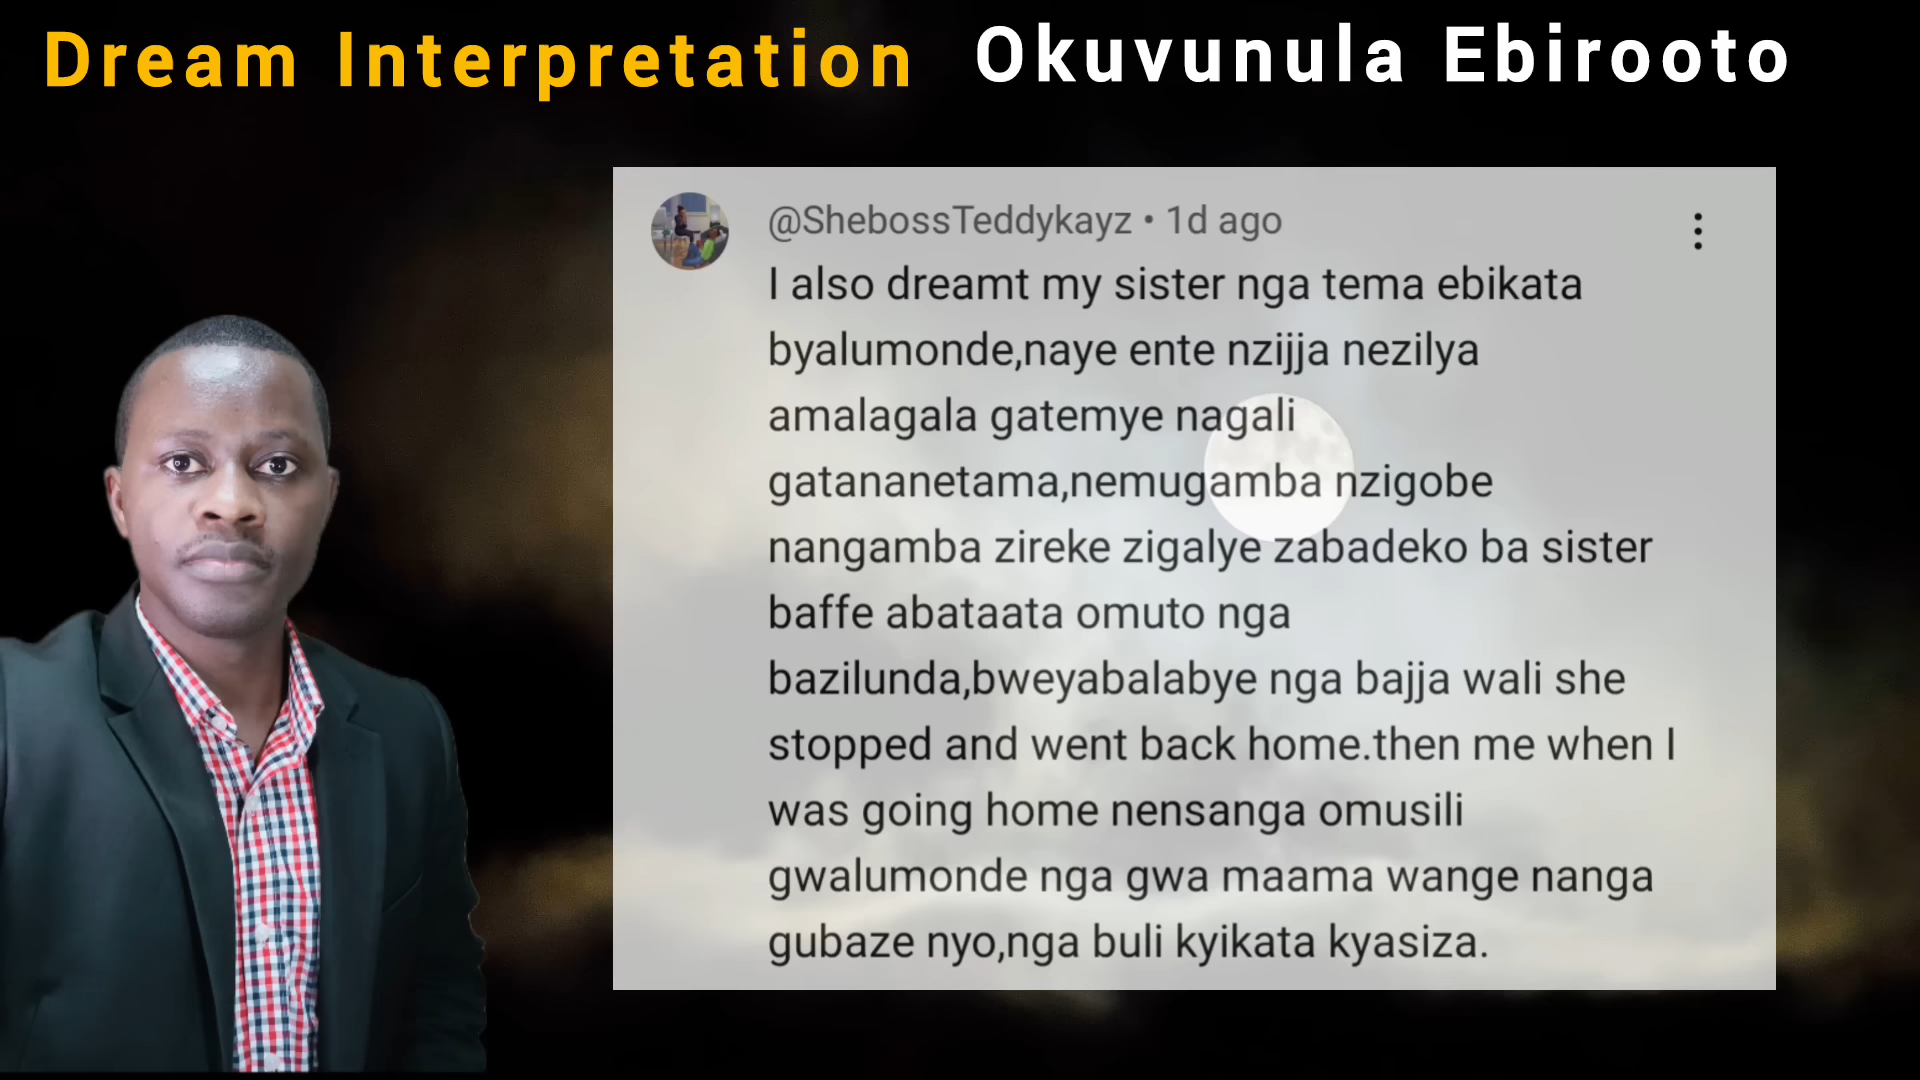 Dream Interpretation Okuvunula Ebirooto
@ShebossTeddykayz • 1d ago
I also dreamt my sister nga tema ebikata
byalumonde,naye ente nzijja nezilya
amalagala gatemye nagali
gatananetama,nemugamba nzigobe
nangamba zireke zigalye zabadeko ba sister
baffe abataata omuto nga
bazilunda,bweyabalabye nga bajja wali she
stopped and went back home.then me when I
was going home nensanga omusili
gwalumonde nga gwa maama wange nanga
gubaze nyo,nga buli kyikata kyasiza.